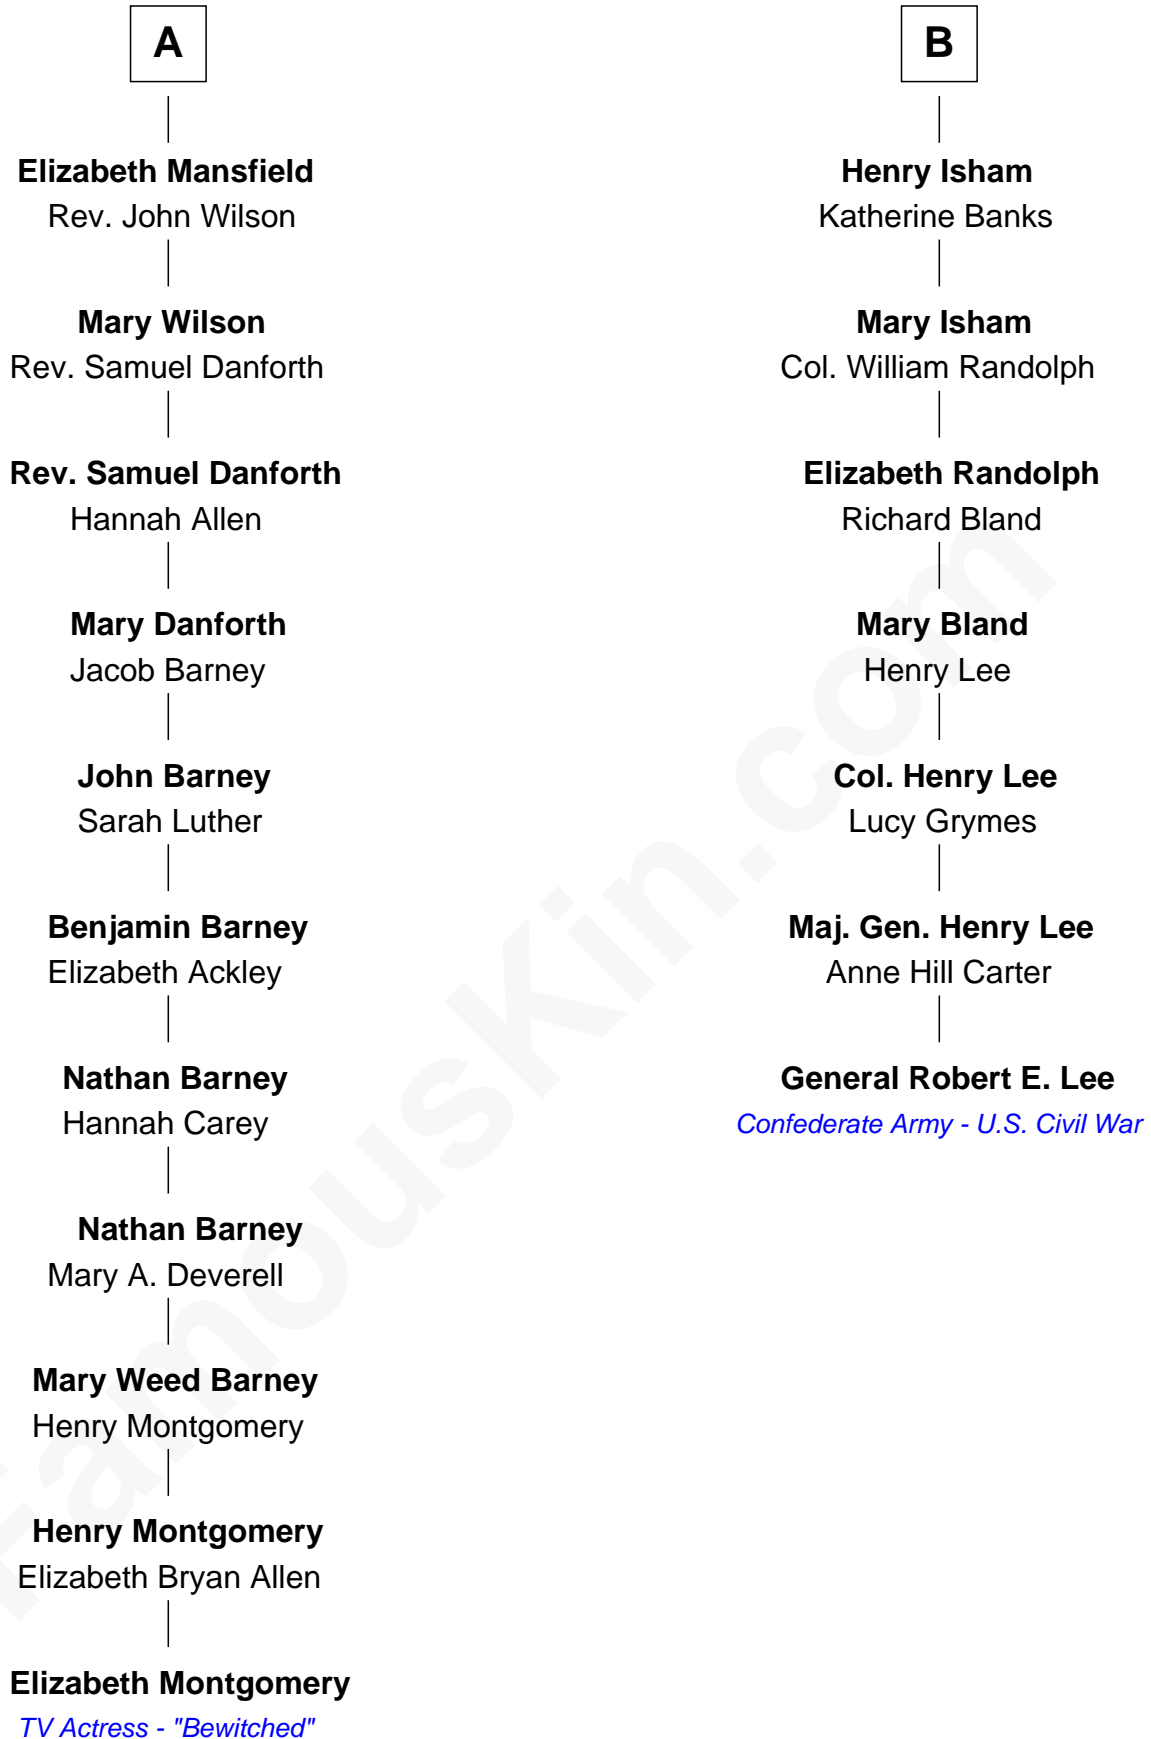 A
Elizabeth Mansfield
Rev. John Wilson
Mary Wilson
Rev. Samuel Danforth
Rev. Samuel Danforth
Hannah Allen
Mary Danforth
Jacob Barney
John Barney
Sarah Luther
Benjamin Barney
Elizabeth Ackley
Nathan Barney
Hannah Carey
Nathan Barney
Mary A. Deverell
Mary Weed Barney
Henry Montgomery
Henry Montgomery
Elizabeth Bryan Allen
Elizabeth Montgomery
TV Actress - "Bewitched"
B
Henry Isham
Katherine Banks
Mary Isham
Col. William Randolph
Elizabeth Randolph
Richard Bland
Mary Bland
Henry Lee
Col. Henry Lee
Lucy Grymes
Maj. Gen. Henry Lee
Anne Hill Carter
General Robert E. Lee
Confederate Army - U.S. Civil War
FamousKin.com